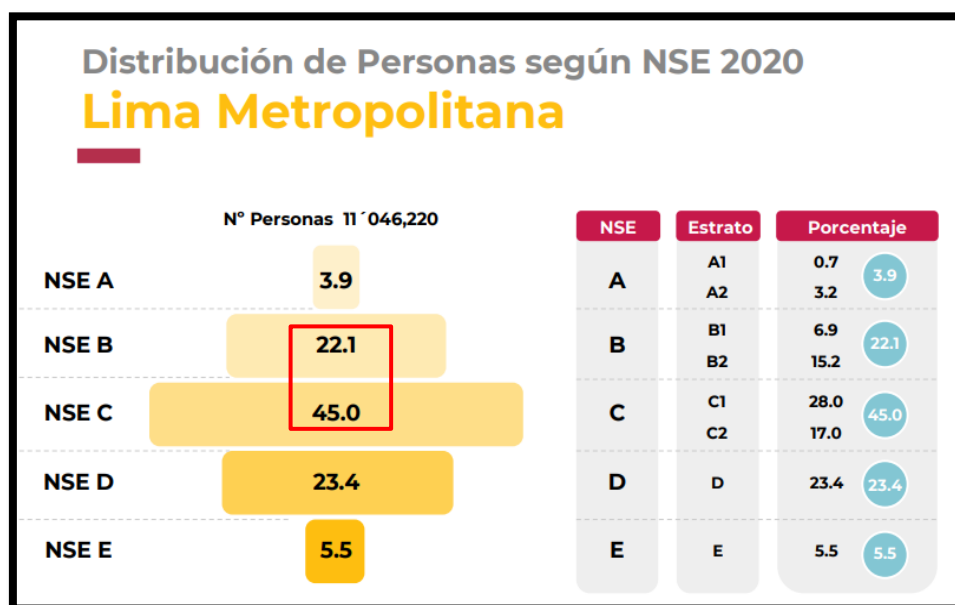 Distribución de Personas según NSE 2020
Lima Metropolitana
Nº Personas 11´046,220
NSE A 3.9
NSE B 22.1
NSE C 45.0
NSE D 23.4
NSE E 5.5
NSE Estrato Porcentaje
A A1 0.7 3.9
A2 3.2
B B1 6.9 22.1
B2 15.2
C C1 28.0 45.0
C2 17.0
D D 23.4 23.4
E E 5.5 5.5